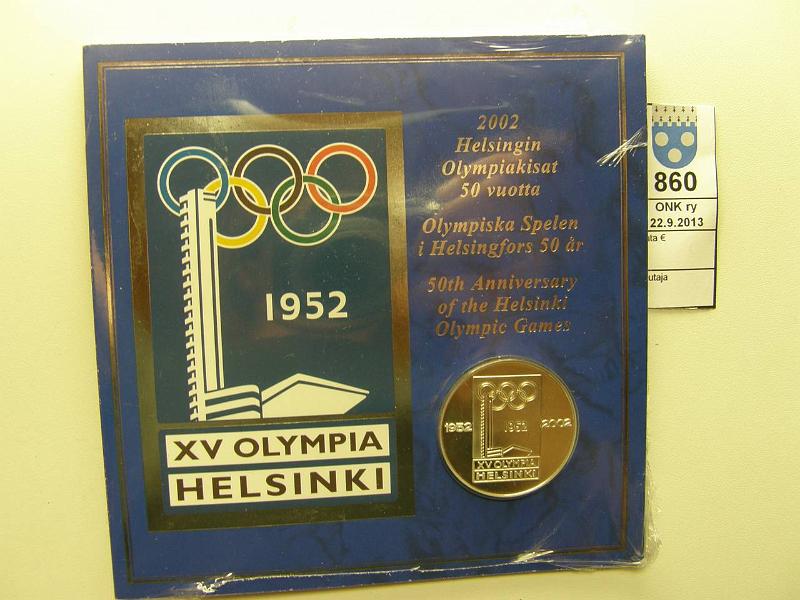 2002
Helsingin
Olympiakisat
50 vuotta
Olympiska Spelen
i Helsingfors 50 år
50th Anniversary
of the Helsinki
Olympic Games
1952
XV OLYMPIA
HELSINKI
1952
1952
2002
XV OLYMPIA
HELSINKI
860
ONK ry
22.9.2013